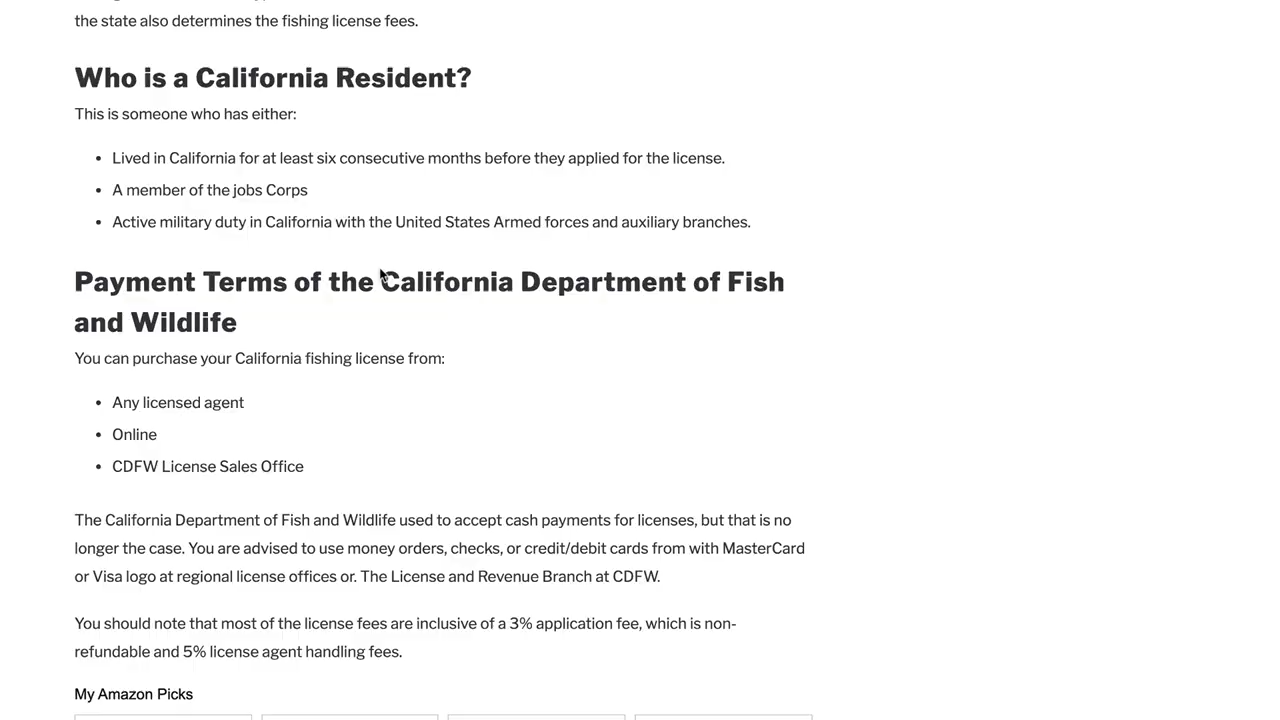 the state also determines the fishing license fees.
Who is a California Resident?
This is someone who has either:
• Lived in California for at least six consecutive months before they applied for the license.
• A member of the jobs Corps
• Active military duty in California with the United States Armed forces and auxiliary branches.
Payment Terms of the California Department of Fish
and Wildlife
You can purchase your California fishing license from:
• Any licensed agent
• Online
• CDFW License Sales Office
The California Department of Fish and Wildlife used to accept cash payments for licenses, but that is no
longer the case. You are advised to use money orders, checks, or credit/debit cards from with MasterCard
or Visa logo at regional license offices or. The License and Revenue Branch at CDFW.
You should note that most of the license fees are inclusive of a 3% application fee, which is non-
refundable and 5% license agent handling fees.
My Amazon Picks